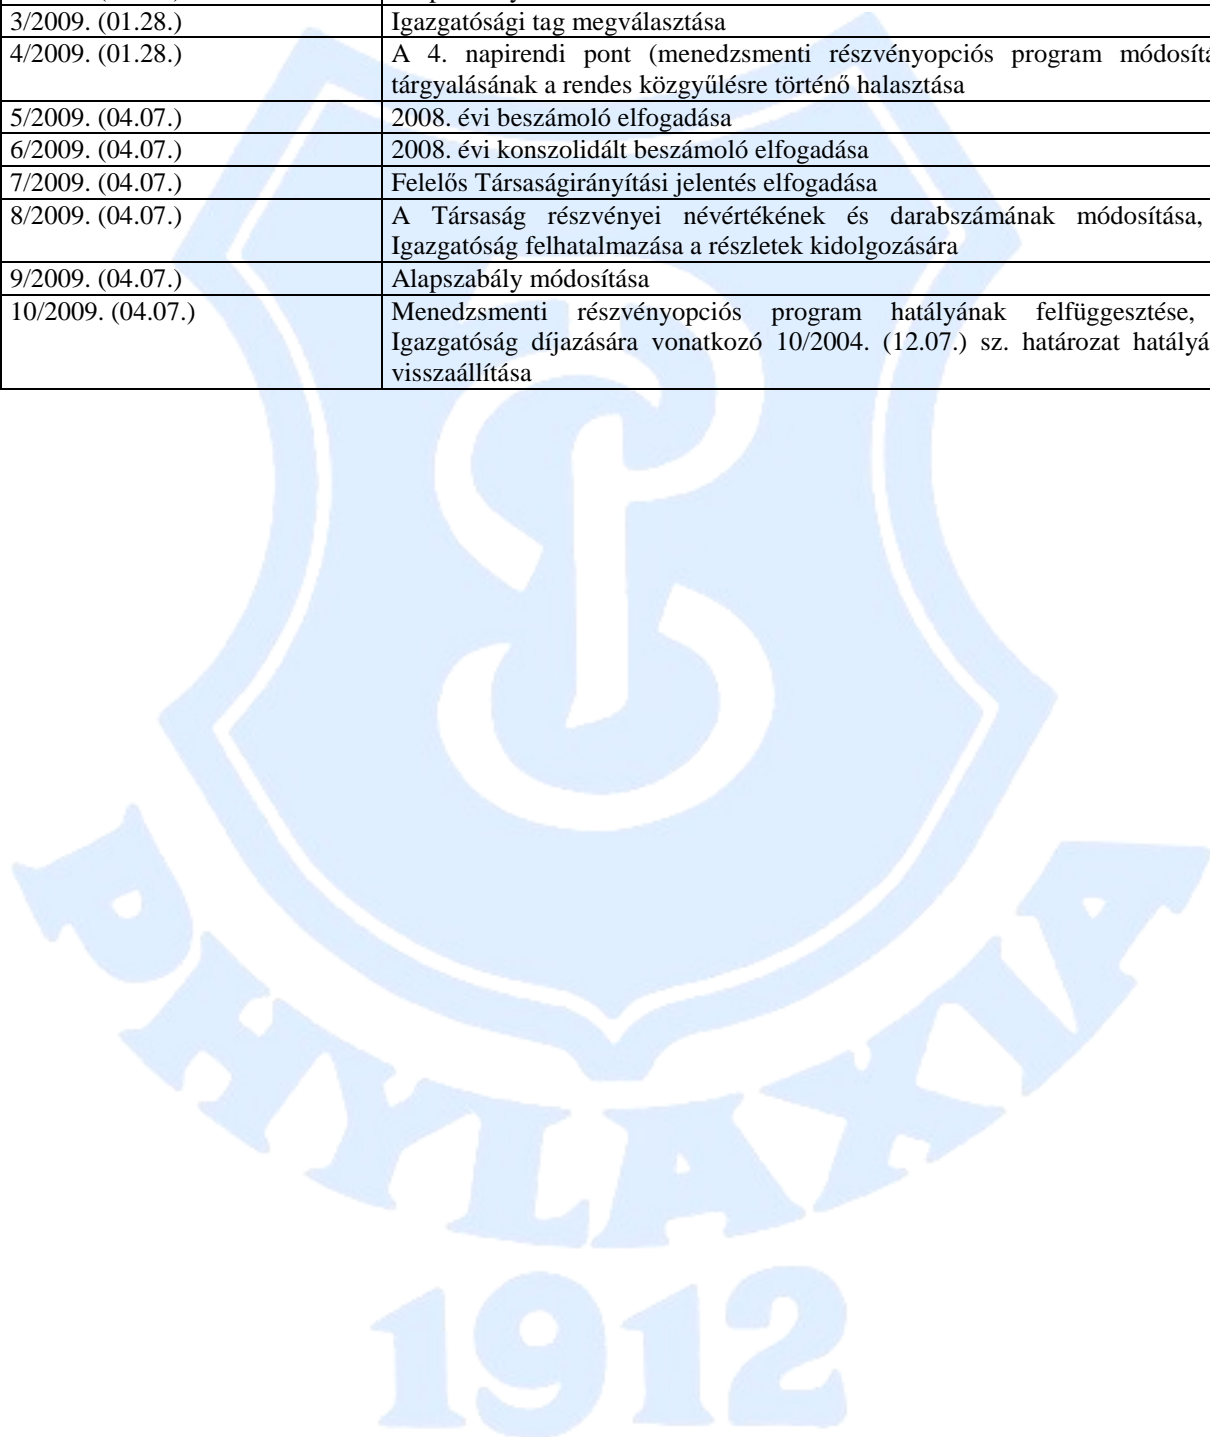 3/2009. (01.28.) Igazgatósági tag megválasztása
4/2009. (01.28.) A 4. napirendi pont (menedzsmenti részvényopciós program
tárgyalásának a rendes közgyűlésre történő halasztása
5/2009. (04.07.) 2008. évi beszámoló elfogadása
6/2009. (04.07.) 2008. évi konszolidált beszámoló elfogadása
7/2009. (04.07.) Felelős Társaságirányítási jelentés elfogadása
8/2009. (04.07.) A Társaság részvényei névértékének és darabszámának módosítása,
Igazgatóság felhatalmazása a részletek kidolgozására
9/2009. (04.07.) Alapszabály módosítása
10/2009. (04.07.) Menedzsmenti részvényopciós program hatályának felfüggesztése,
Igazgatóság díjazására vonatkozó 10/2004. (12.07.) sz. határozat
visszaállítása
PHYLAXIA
1912